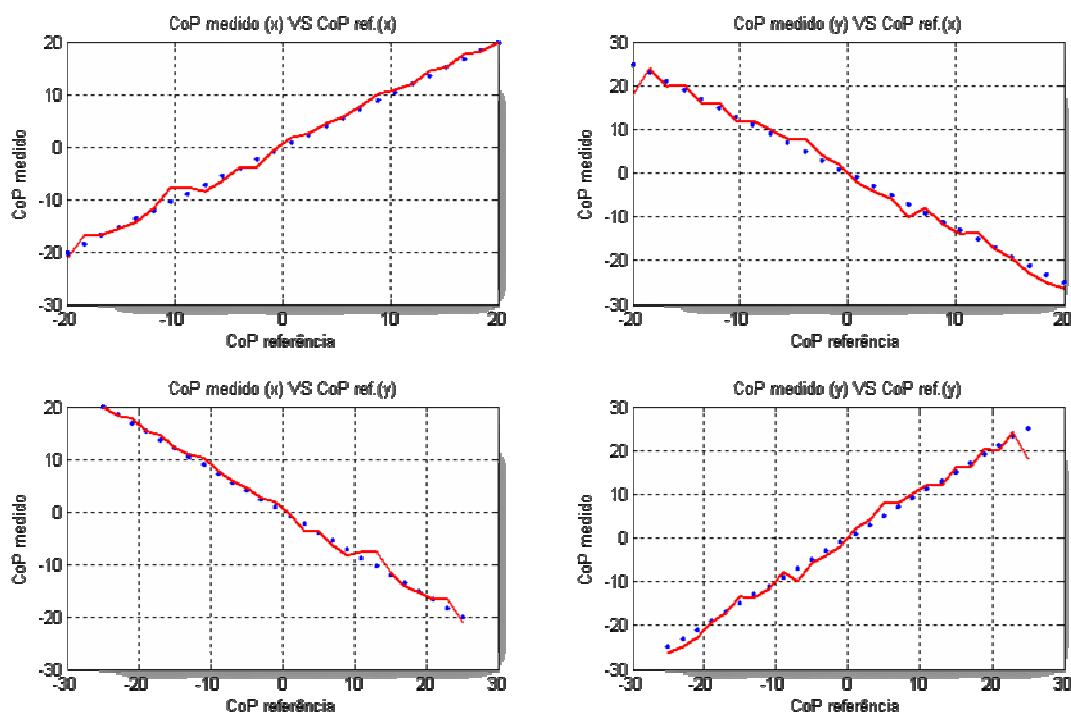 CoP medido (x) VS CoP ref.(x)
20
10
0
-10
-20
-30
CoP medido
-20 -10 0 10 20
CoP referência
CoP medido (y) VS CoP ref.(x)
30
20
10
0
-10
-20
-30
CoP medido
-20 -10 0 10 20
CoP referência
CoP medido (x) VS CoP ref.(y)
20
10
0
-10
-20
-30
CoP medido
-30 -20 -10 0 10 20 30
CoP referência
CoP medido (y) VS CoP ref.(y)
30
20
10
0
-10
-20
-30
CoP medido
-30 -20 -10 0 10 20 30
CoP referência